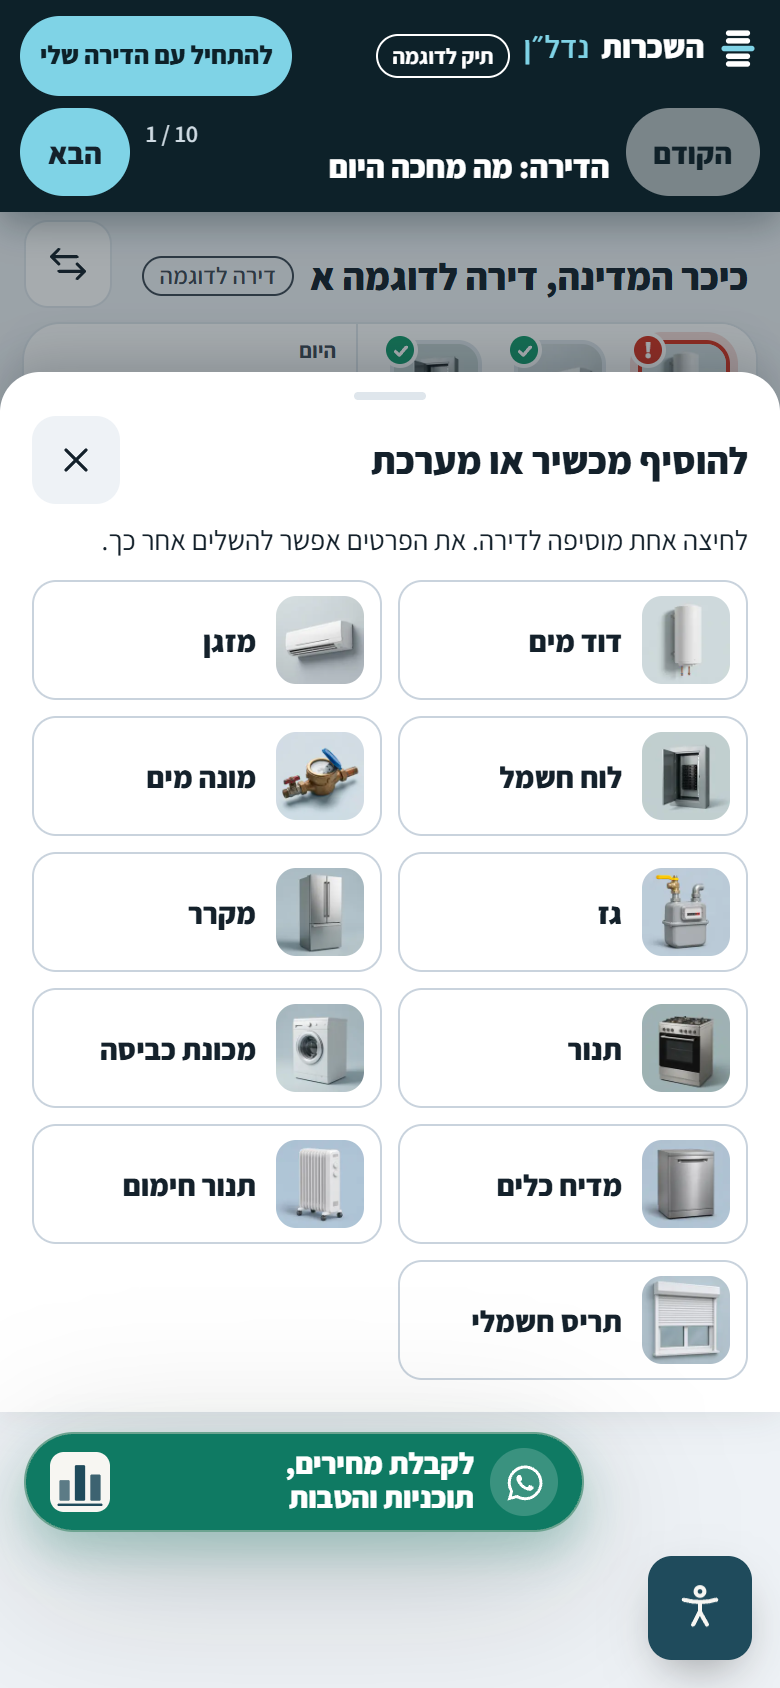 השכרות נדל״ן
תיק לדוגמה
להתחיל עם הדירה שלי
הקודם
הדירה: מה מחכה היום
1 / 10
הבא
כיכר המדינה, דירה לדוגמה א
דירה לדוגמה
היום
להוסיף מכשיר או מערכת
לחיצה אחת מוסיפה לדירה. את הפרטים אפשר להשלים אחר כך.
דוד מים
מזגן
לוח חשמל
מונה מים
גז
מקרר
תנור
מכונת כביסה
מדיח כלים
תנור חימום
תריס חשמלי
לקבלת מחירים,
תוכניות והטבות